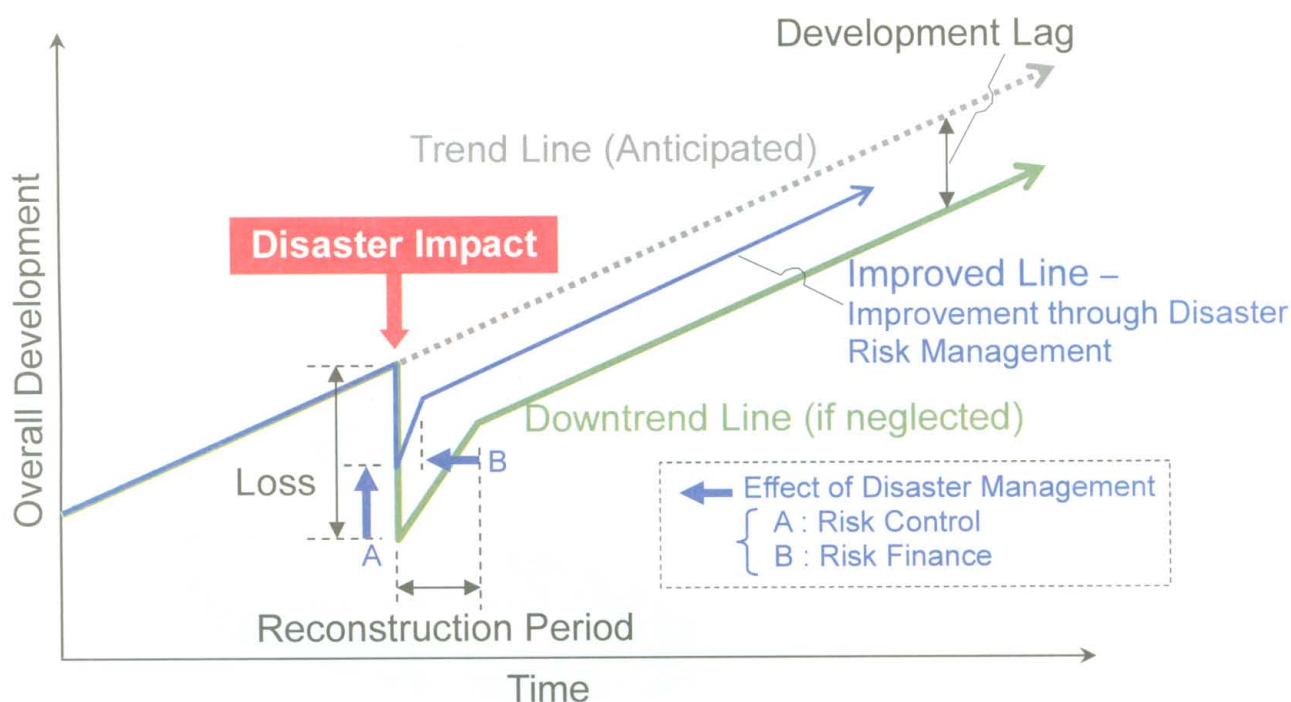 Development Lag
Trend Line (Anticipated)
Disaster Impact
Overall Development
Improved Line –
Improvement through Disaster
Risk Management
Downtrend Line (if neglected)
Loss
B
A
Effect of Disaster Management
A : Risk Control
B : Risk Finance
Reconstruction Period
Time